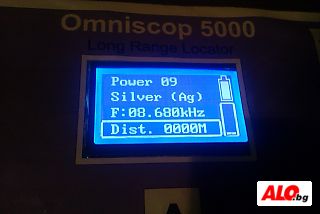 Omniscop 5000
Long Range Locator
Power 09
Silver (Ag)
F:08.680kHz
Dist. 0000M
ALO.bg